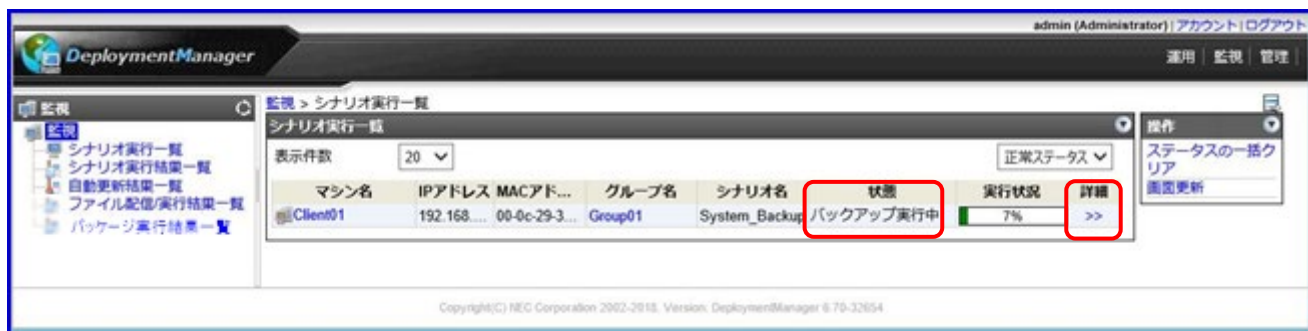 admin (Administrator) | アカウント | ログアウト
DeploymentManager
運用 | 監視 | 管理
監視
監視
シナリオ実行一覧
シナリオ実行結果一覧
自動更新結果一覧
ファイル配信/実行結果一覧
パッケージ実行結果一覧
監視 > シナリオ実行一覧
シナリオ実行一覧
表示件数 20 正常ステータス
マシン名 IPアドレス MACアド... グループ名 シナリオ名 状態 実行状況 詳細
Client01 192.168.... 00-0c-29-3... Group01 System_Backup バックアップ実行中 7% >>
操作
ステータスの一括ク
リア
画面更新
Copyright(C) NEC Corporation 2002-2018. Version: DeploymentManager 6.70-32654